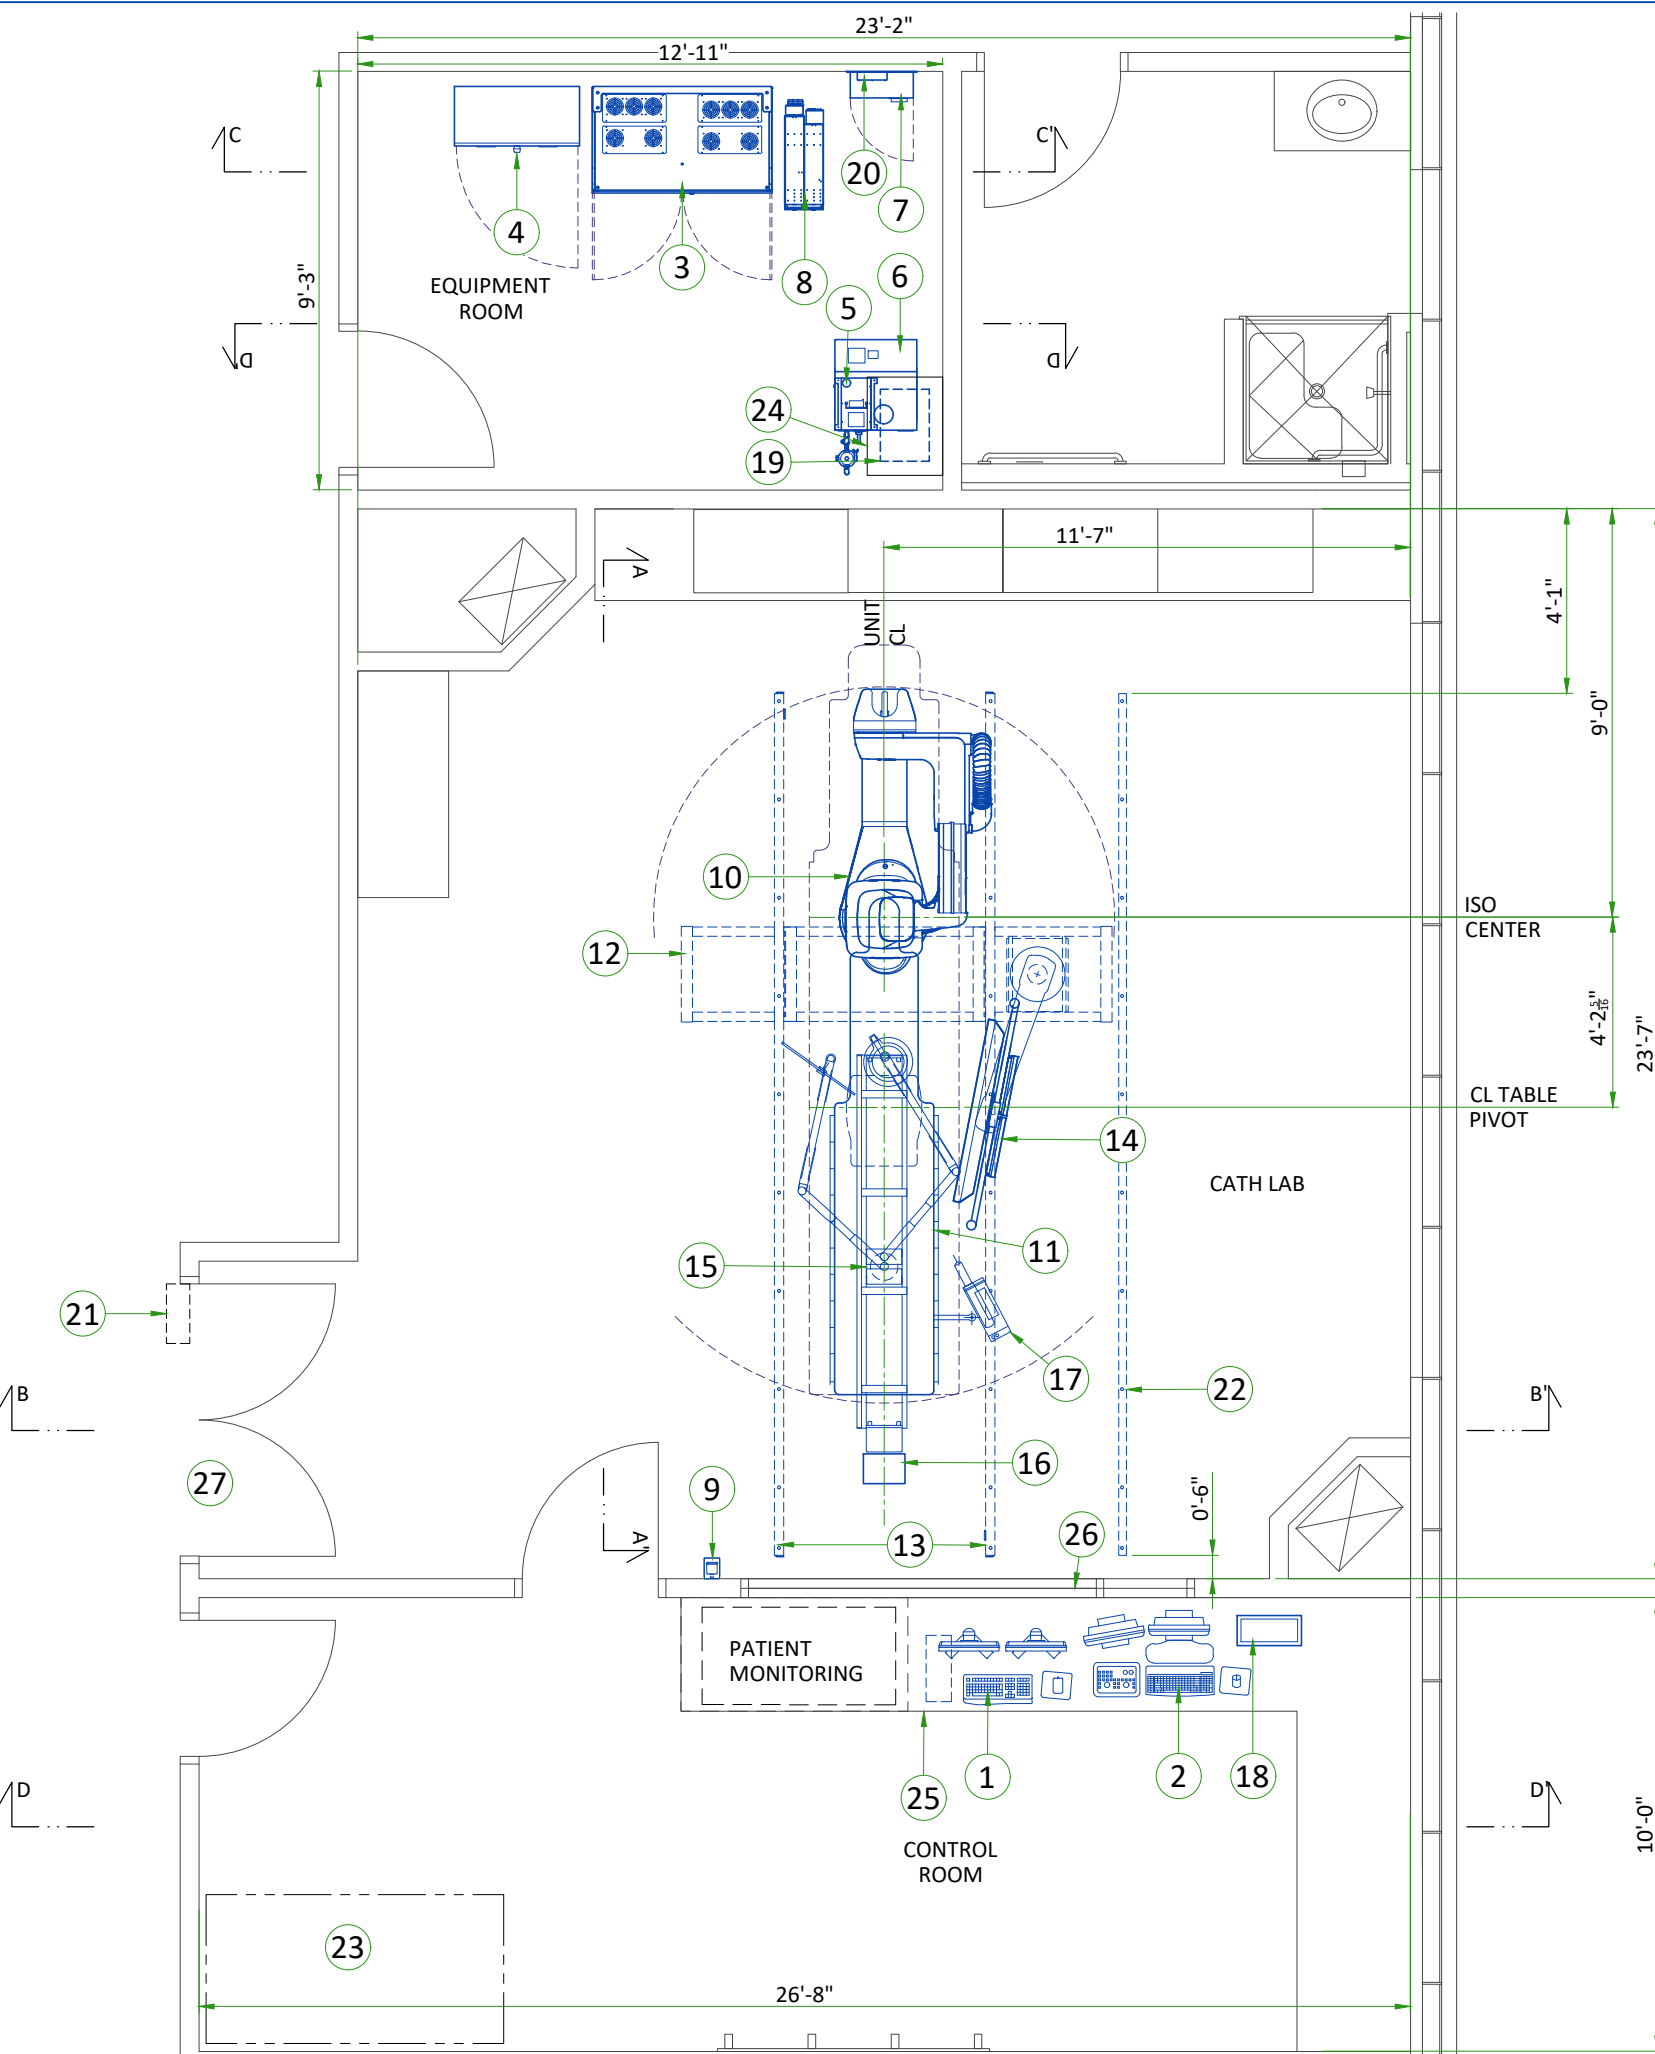 23'-2"
12'-11"
C
C'
20
7
4
3
8
6
9'-3"
EQUIPMENT
ROOM
5
D'
D
24
19
11'-7"
A
4'-1"
UNIT
CL
9'-0"
10
ISO
CENTER
12
4'-2 5/16"
23'-7"
CL TABLE
PIVOT
14
CATH LAB
11
15
21
17
22
B
B'
16
27
9
0'-6"
26
13
A'
PATIENT
MONITORING
1
2
18
25
D
D'
10'-0"
CONTROL
ROOM
23
26'-8"